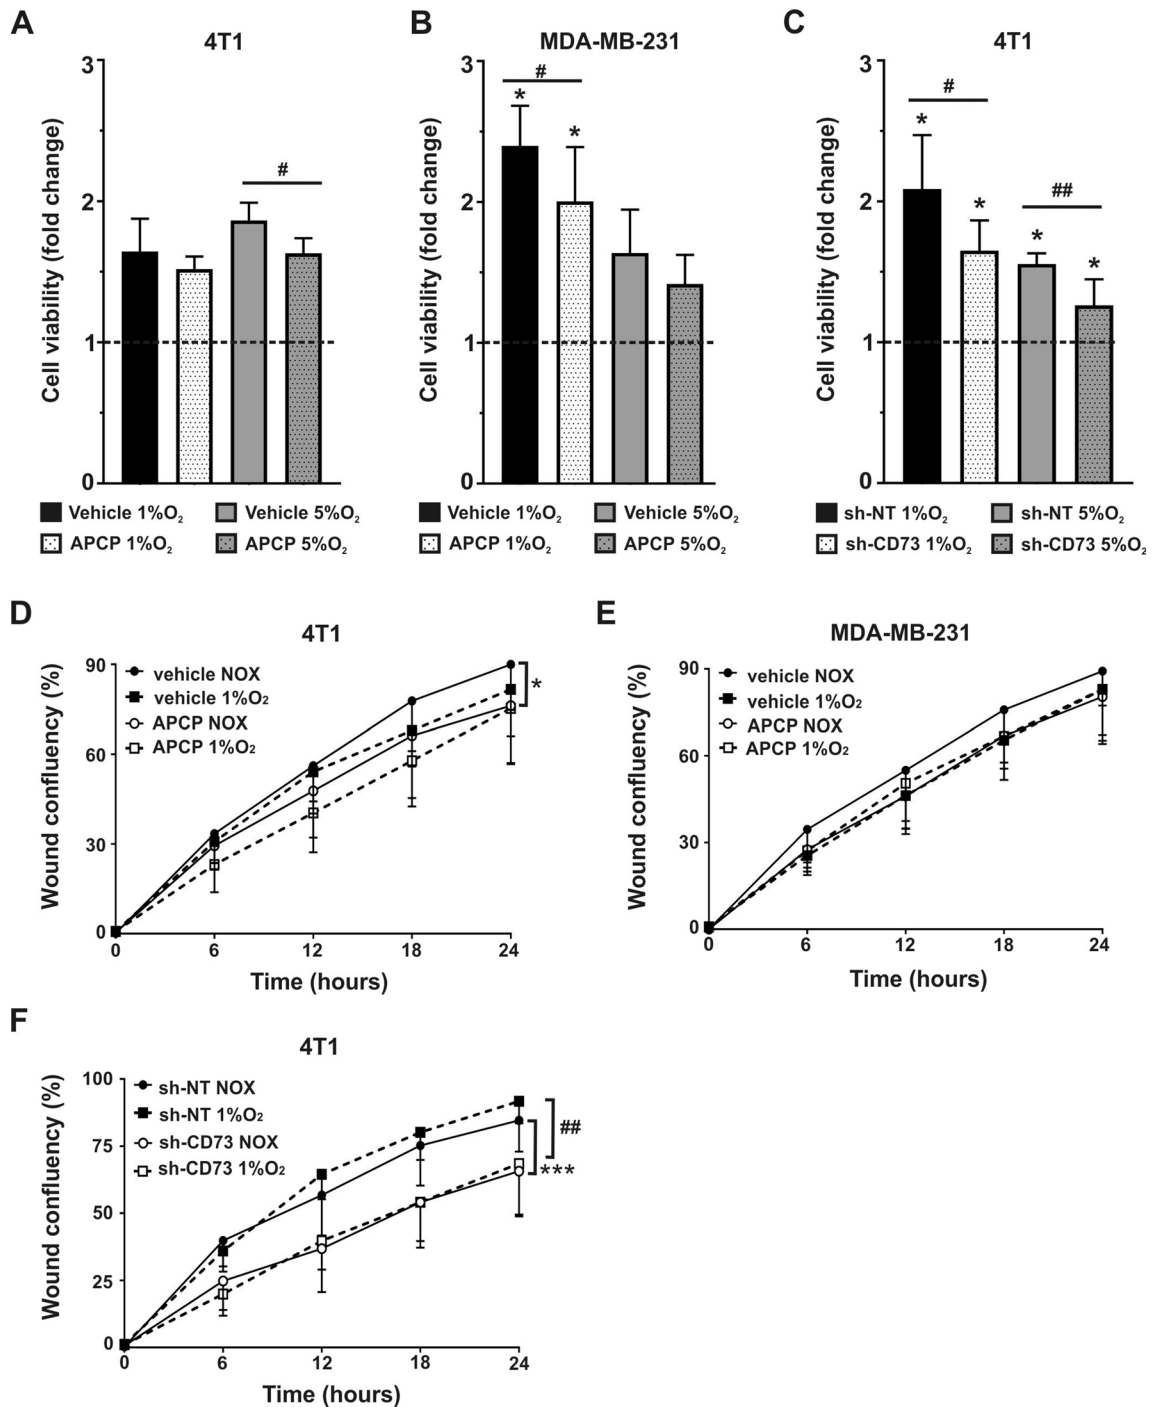 A
4T1
Cell viability (fold change)
3
2
1
0
#
Vehicle 1%O₂
Vehicle 5%O₂
APCP 1%O₂
APCP 5%O₂
B
MDA-MB-231
Cell viability (fold change)
3
2
1
0
#
*
*
Vehicle 1%O₂
Vehicle 5%O₂
APCP 1%O₂
APCP 5%O₂
C
4T1
Cell viability (fold change)
3
2
1
0
#
*
*
##
*
*
sh-NT 1%O₂
sh-NT 5%O₂
sh-CD73 1%O₂
sh-CD73 5%O₂
D
4T1
Wound confluency (%)
90
60
30
0
vehicle NOX
vehicle 1%O₂
APCP NOX
APCP 1%O₂
*
0 6 12 18 24
Time (hours)
E
MDA-MB-231
Wound confluency (%)
90
60
30
0
vehicle NOX
vehicle 1%O₂
APCP NOX
APCP 1%O₂
0 6 12 18 24
Time (hours)
F
4T1
Wound confluency (%)
100
75
50
25
0
sh-NT NOX
sh-NT 1%O₂
sh-CD73 NOX
sh-CD73 1%O₂
##
***
0 6 12 18 24
Time (hours)